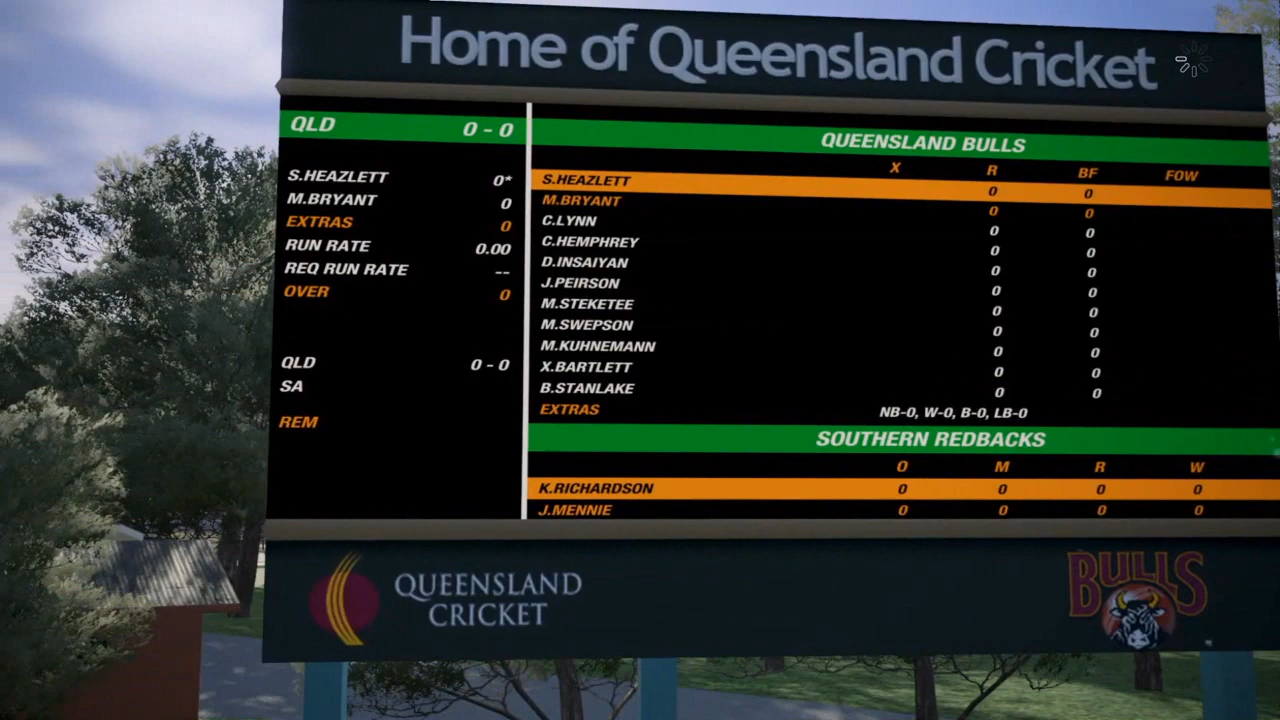 Home of Queensland Cricket
QLD 0 - 0
S.HEAZLETT 0*
M.BRYANT 0
EXTRAS 0
RUN RATE 0.00
REQ RUN RATE --
OVER 0
QLD 0 - 0
SA
REM
QUEENSLAND BULLS
X R BF FOW
S.HEAZLETT 0 0
M.BRYANT 0 0
C.LYNN 0 0
C.HEMPHREY 0 0
D.INSAIYAN 0 0
J.PEIRSON 0 0
M.STEKETEE 0 0
M.SWEPSON 0 0
M.KUHNEMANN 0 0
X.BARTLETT 0 0
B.STANLAKE 0 0
EXTRAS NB-0, W-0, B-0, LB-0
SOUTHERN REDBACKS
O M R W
K.RICHARDSON 0 0 0 0
J.MENNIE 0 0 0 0
QUEENSLAND
CRICKET
BULLS